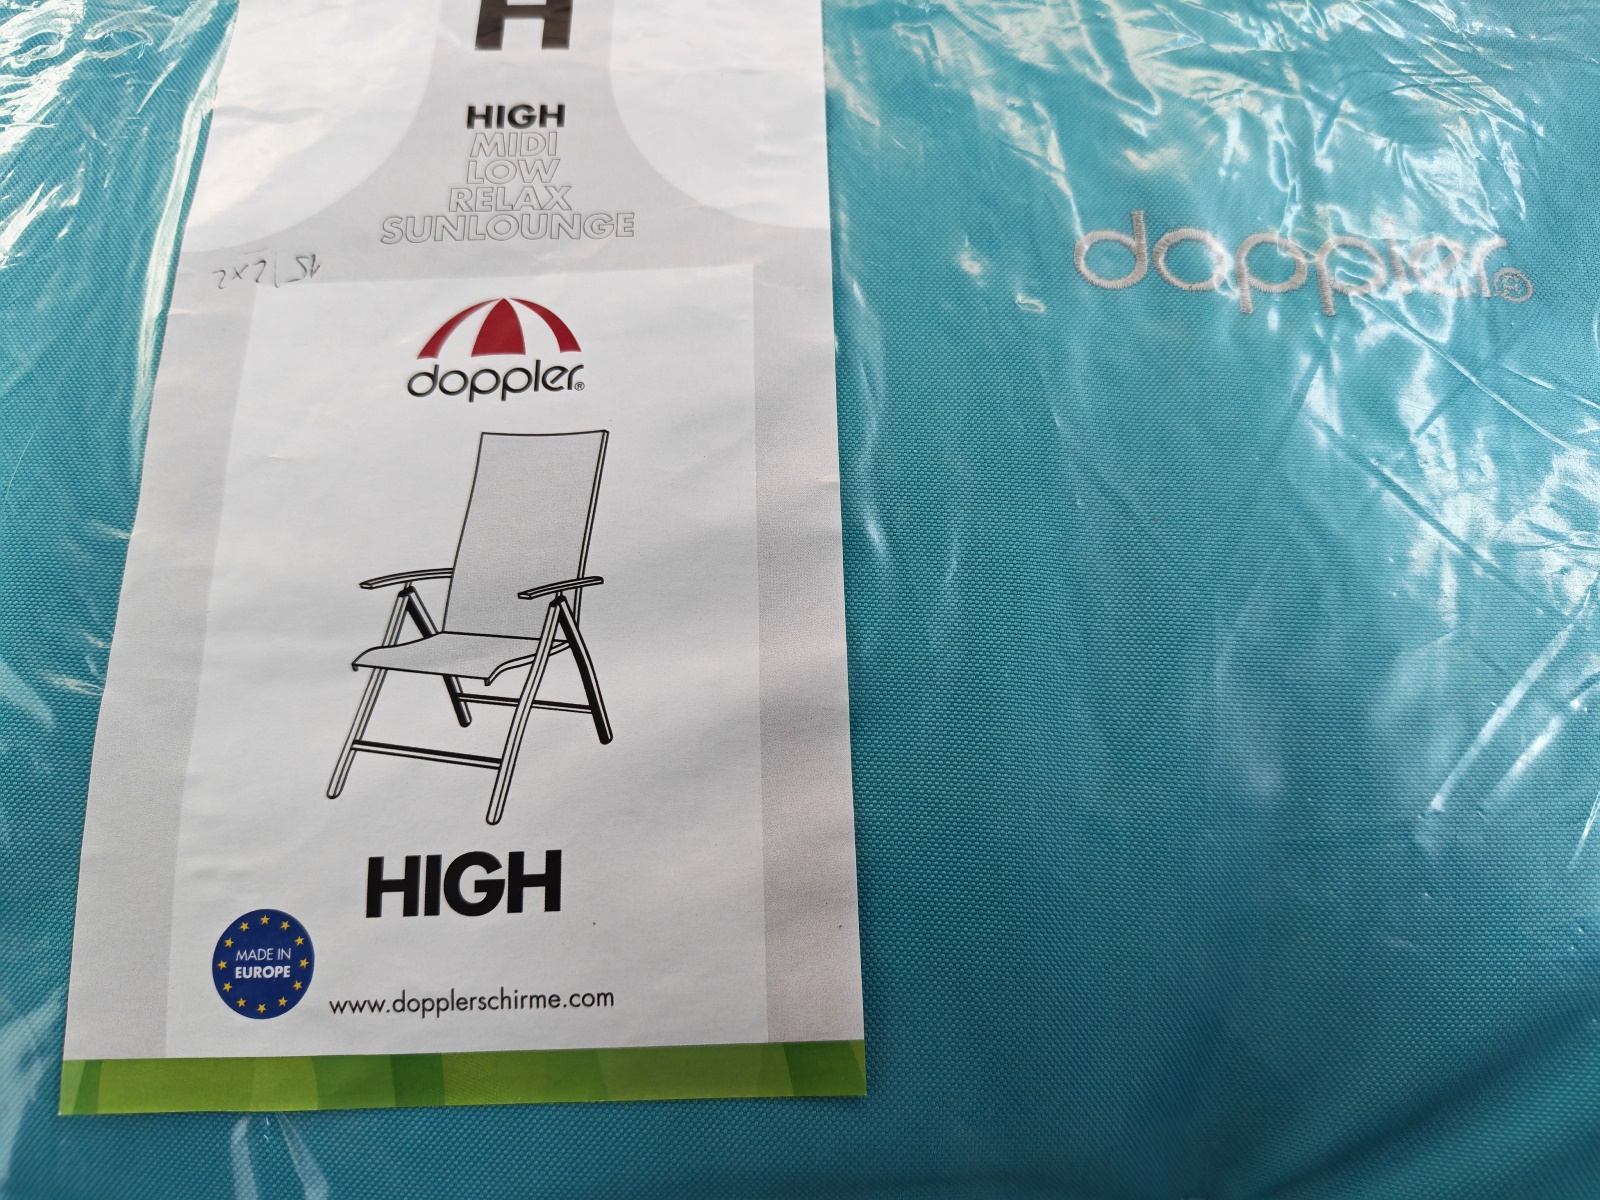 H
HIGH
MIDI
LOW
RELAX
SUNLOUNGE
doppler®
doppler®
HIGH
MADE IN
EUROPE
www.dopplerschirme.com